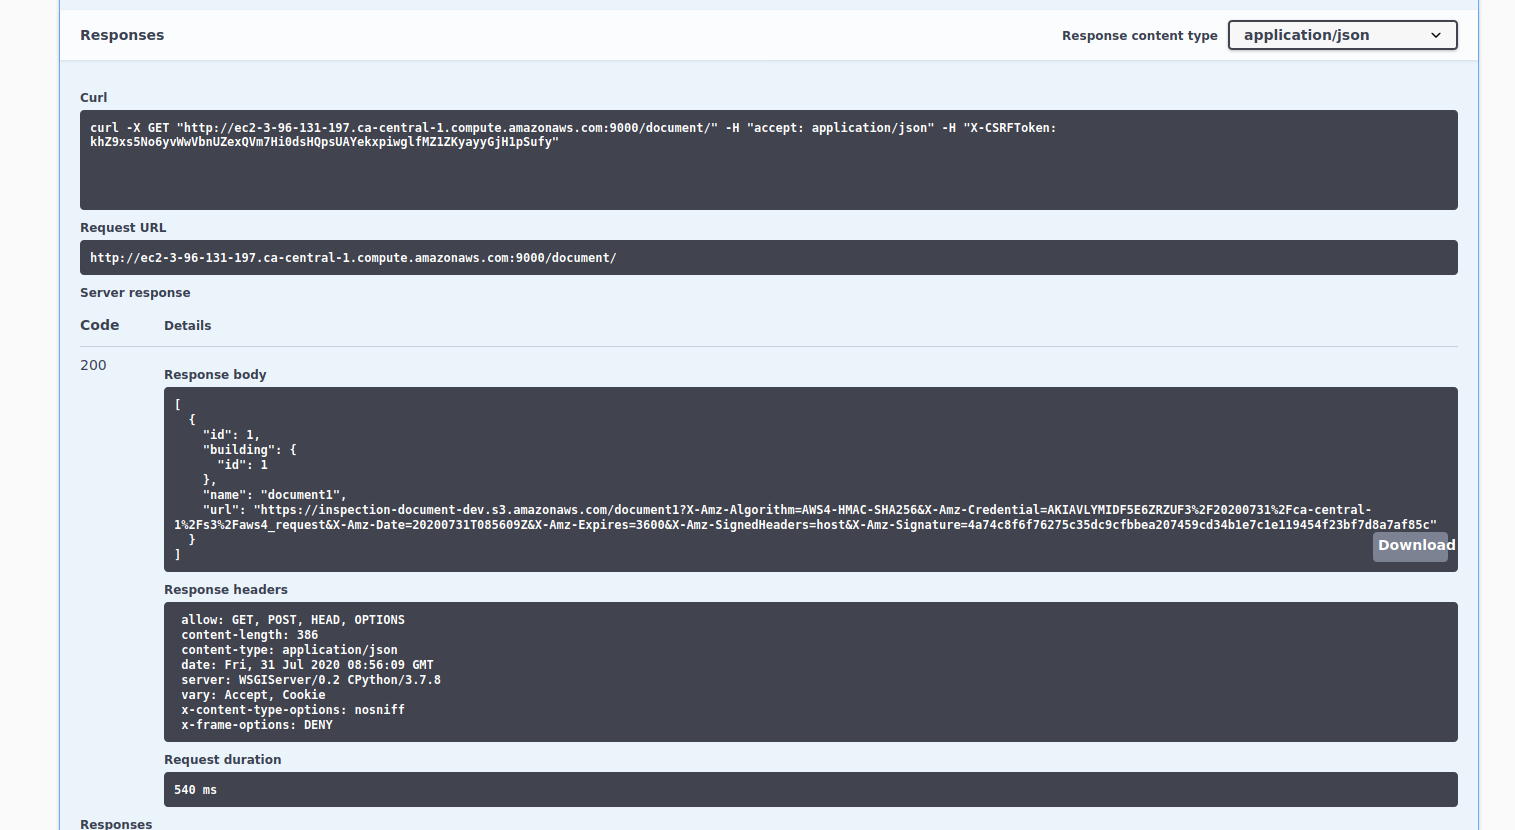 Responses
Response content type
application/json
Curl
curl -X GET "http://ec2-3-96-131-197.ca-central-1.compute.amazonaws.com:9000/document/" -H "accept: application/json" -H "X-CSRFToken:
khZ9xs5No6yvWwVbnUZexQVm7Hi0dsHQpsUAYekxpiwglfMZ1ZKyayyGjH1pSufy"
Request URL
http://ec2-3-96-131-197.ca-central-1.compute.amazonaws.com:9000/document/
Server response
Code Details
200
Response body
[
  {
    "id": 1,
    "building": {
      "id": 1
    },
    "name": "document1",
    "url": "https://inspection-document-dev.s3.amazonaws.com/document1?X-Amz-Algorithm=AWS4-HMAC-SHA256&X-Amz-Credential=AKIAVLYMIDF5E6ZRZUF3%2F20200731%2Fca-central-
1%2Fs3%2Faws4_request&X-Amz-Date=20200731T085609Z&X-Amz-Expires=3600&X-Amz-SignedHeaders=host&X-Amz-Signature=4a74c8f6f76275c35dc9cfbbea207459cd34b1e7c1e119454f23bf7d8a7af85c"
  }
]
Download
Response headers
allow: GET, POST, HEAD, OPTIONS
content-length: 386
content-type: application/json
date: Fri, 31 Jul 2020 08:56:09 GMT
server: WSGIServer/0.2 CPython/3.7.8
vary: Accept, Cookie
x-content-type-options: nosniff
x-frame-options: DENY
Request duration
540 ms
Responses